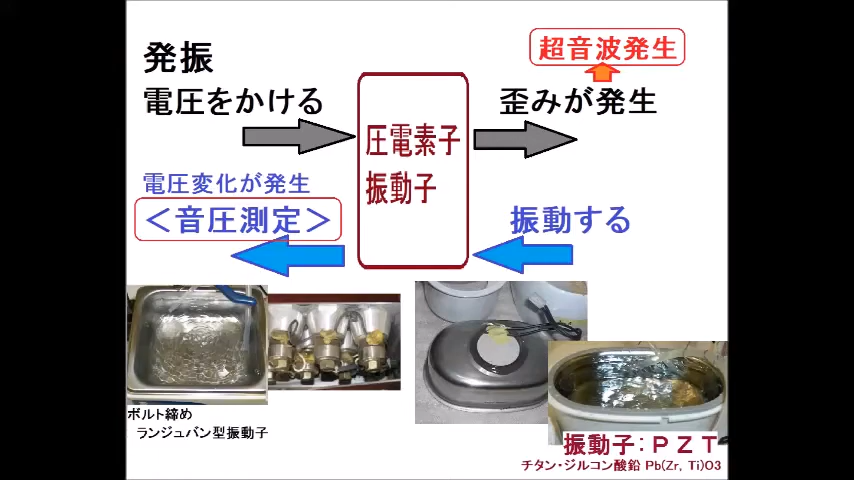 発振
電圧をかける
超音波発生
歪みが発生
圧電素子
振動子
電圧変化が発生
＜音圧測定＞
振動する
ボルト締め
ランジュバン型振動子
振動子：ＰＺＴ
チタン・ジルコン酸鉛 Pb(Zr, Ti)O3